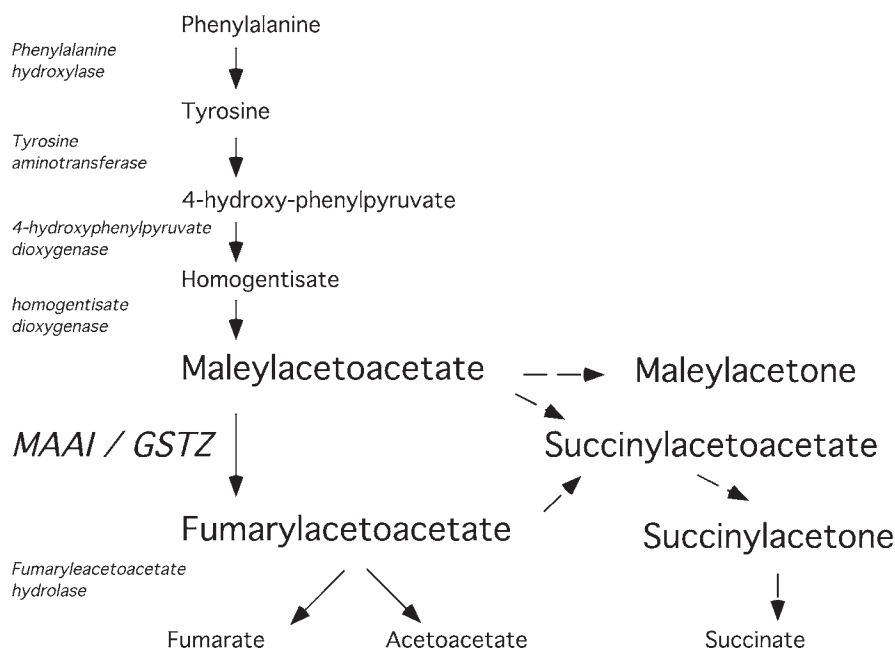 Phenylalanine
Phenylalanine
hydroxylase
Tyrosine
Tyrosine
aminotransferase
4-hydroxy-phenylpyruvate
4-hydroxyphenylpyruvate
dioxygenase
Homogentisate
homogentisate
dioxygenase
Maleylacetoacetate
Maleylacetone
MAAI / GSTZ
Succinylacetoacetate
Fumarylacetoacetate
Succinylacetone
Fumaryleacetoacetate
hydrolase
Fumarate
Acetoacetate
Succinate